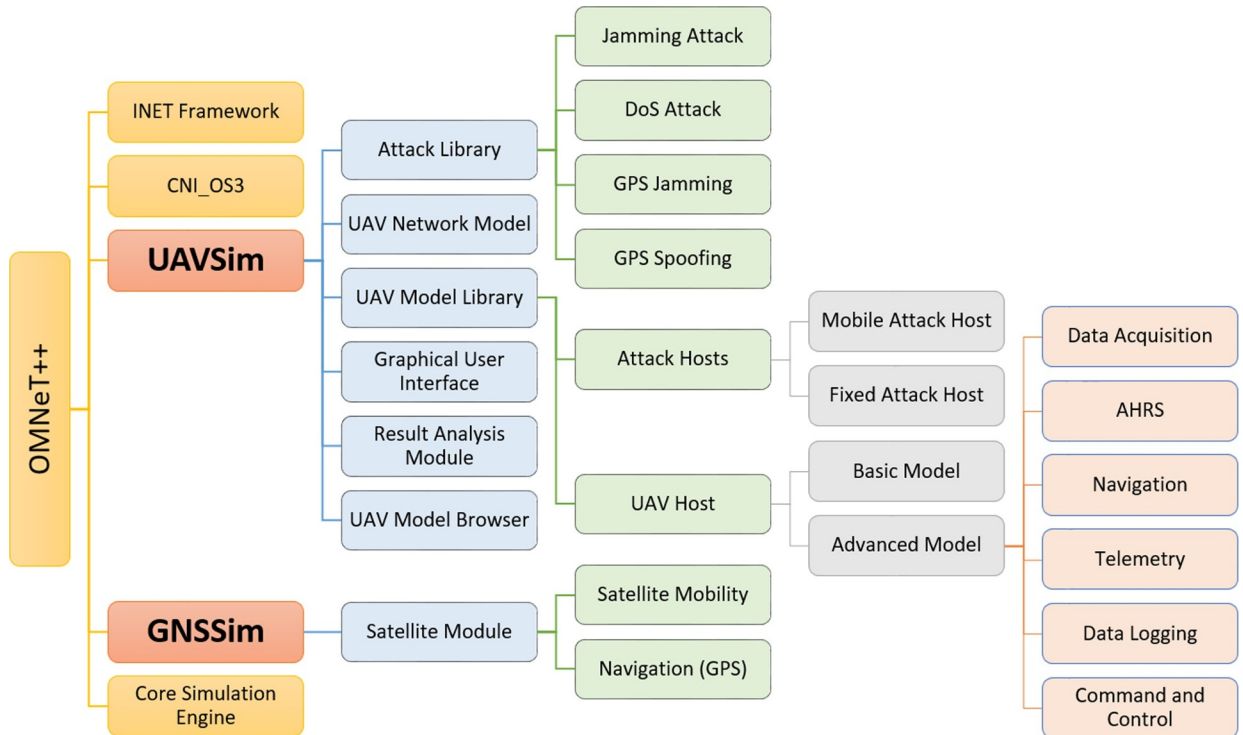 OMNeT++
INET Framework
CNI_OS3
UAVSim
GNSSim
Core Simulation
Engine
Attack Library
UAV Network Model
UAV Model Library
Graphical User
Interface
Result Analysis
Module
UAV Model Browser
Satellite Module
Jamming Attack
DoS Attack
GPS Jamming
GPS Spoofing
Attack Hosts
UAV Host
Satellite Mobility
Navigation (GPS)
Mobile Attack Host
Fixed Attack Host
Basic Model
Advanced Model
Data Acquisition
AHRS
Navigation
Telemetry
Data Logging
Command and
Control